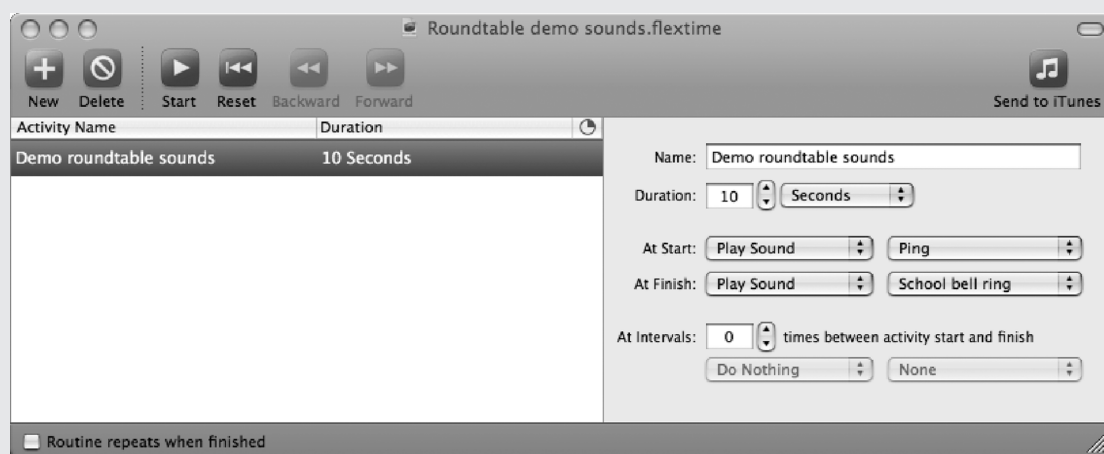 Roundtable demo sounds.flextime
New Delete Start Reset Backward Forward Send to iTunes
Activity Name Duration
Demo roundtable sounds 10 Seconds
Name: Demo roundtable sounds
Duration: 10 Seconds
At Start: Play Sound Ping
At Finish: Play Sound School bell ring
At Intervals: 0 times between activity start and finish
Do Nothing None
Routine repeats when finished